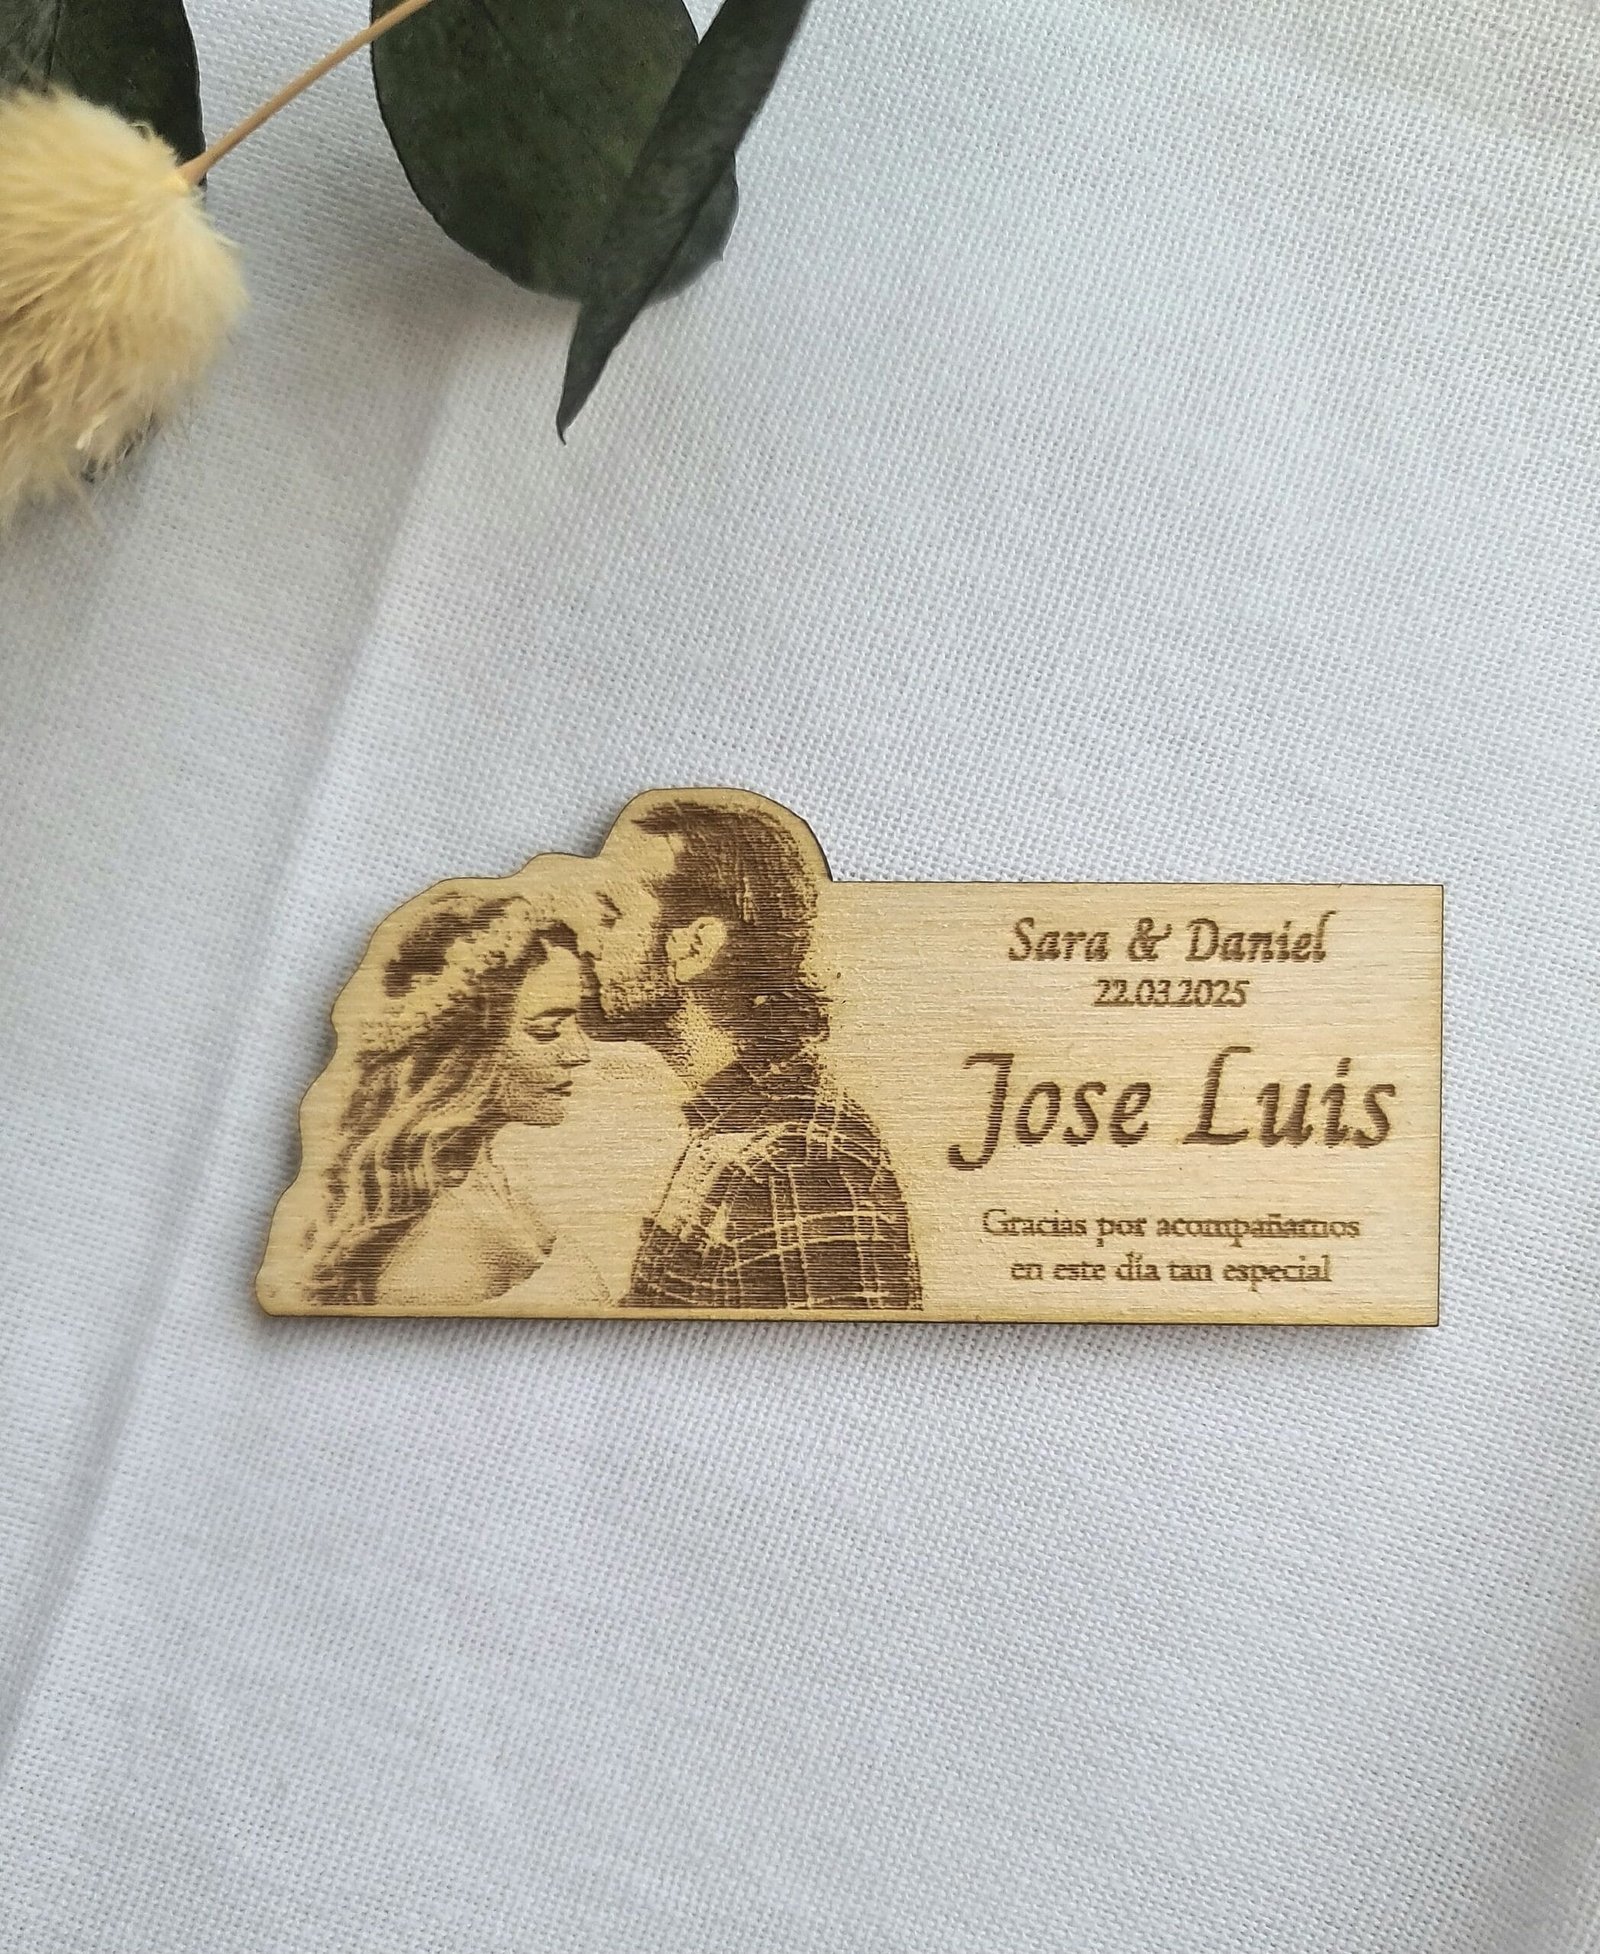 Sara & Daniel
22.03.2025
Jose Luis
Gracias por acompañarnos
en este día tan especial